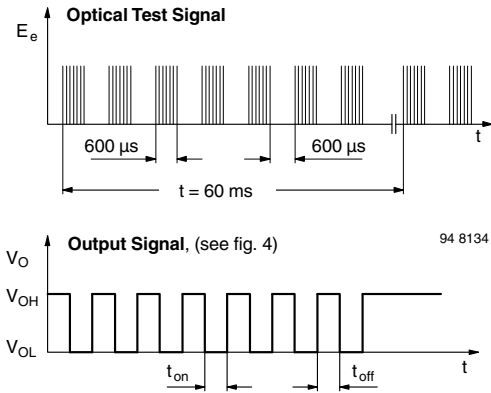 Optical Test Signal
E e
t
600 µs
600 µs
t = 60 ms
Output Signal, (see fig. 4)
94 8134
V O
V OH
V OL
t on
t off
t